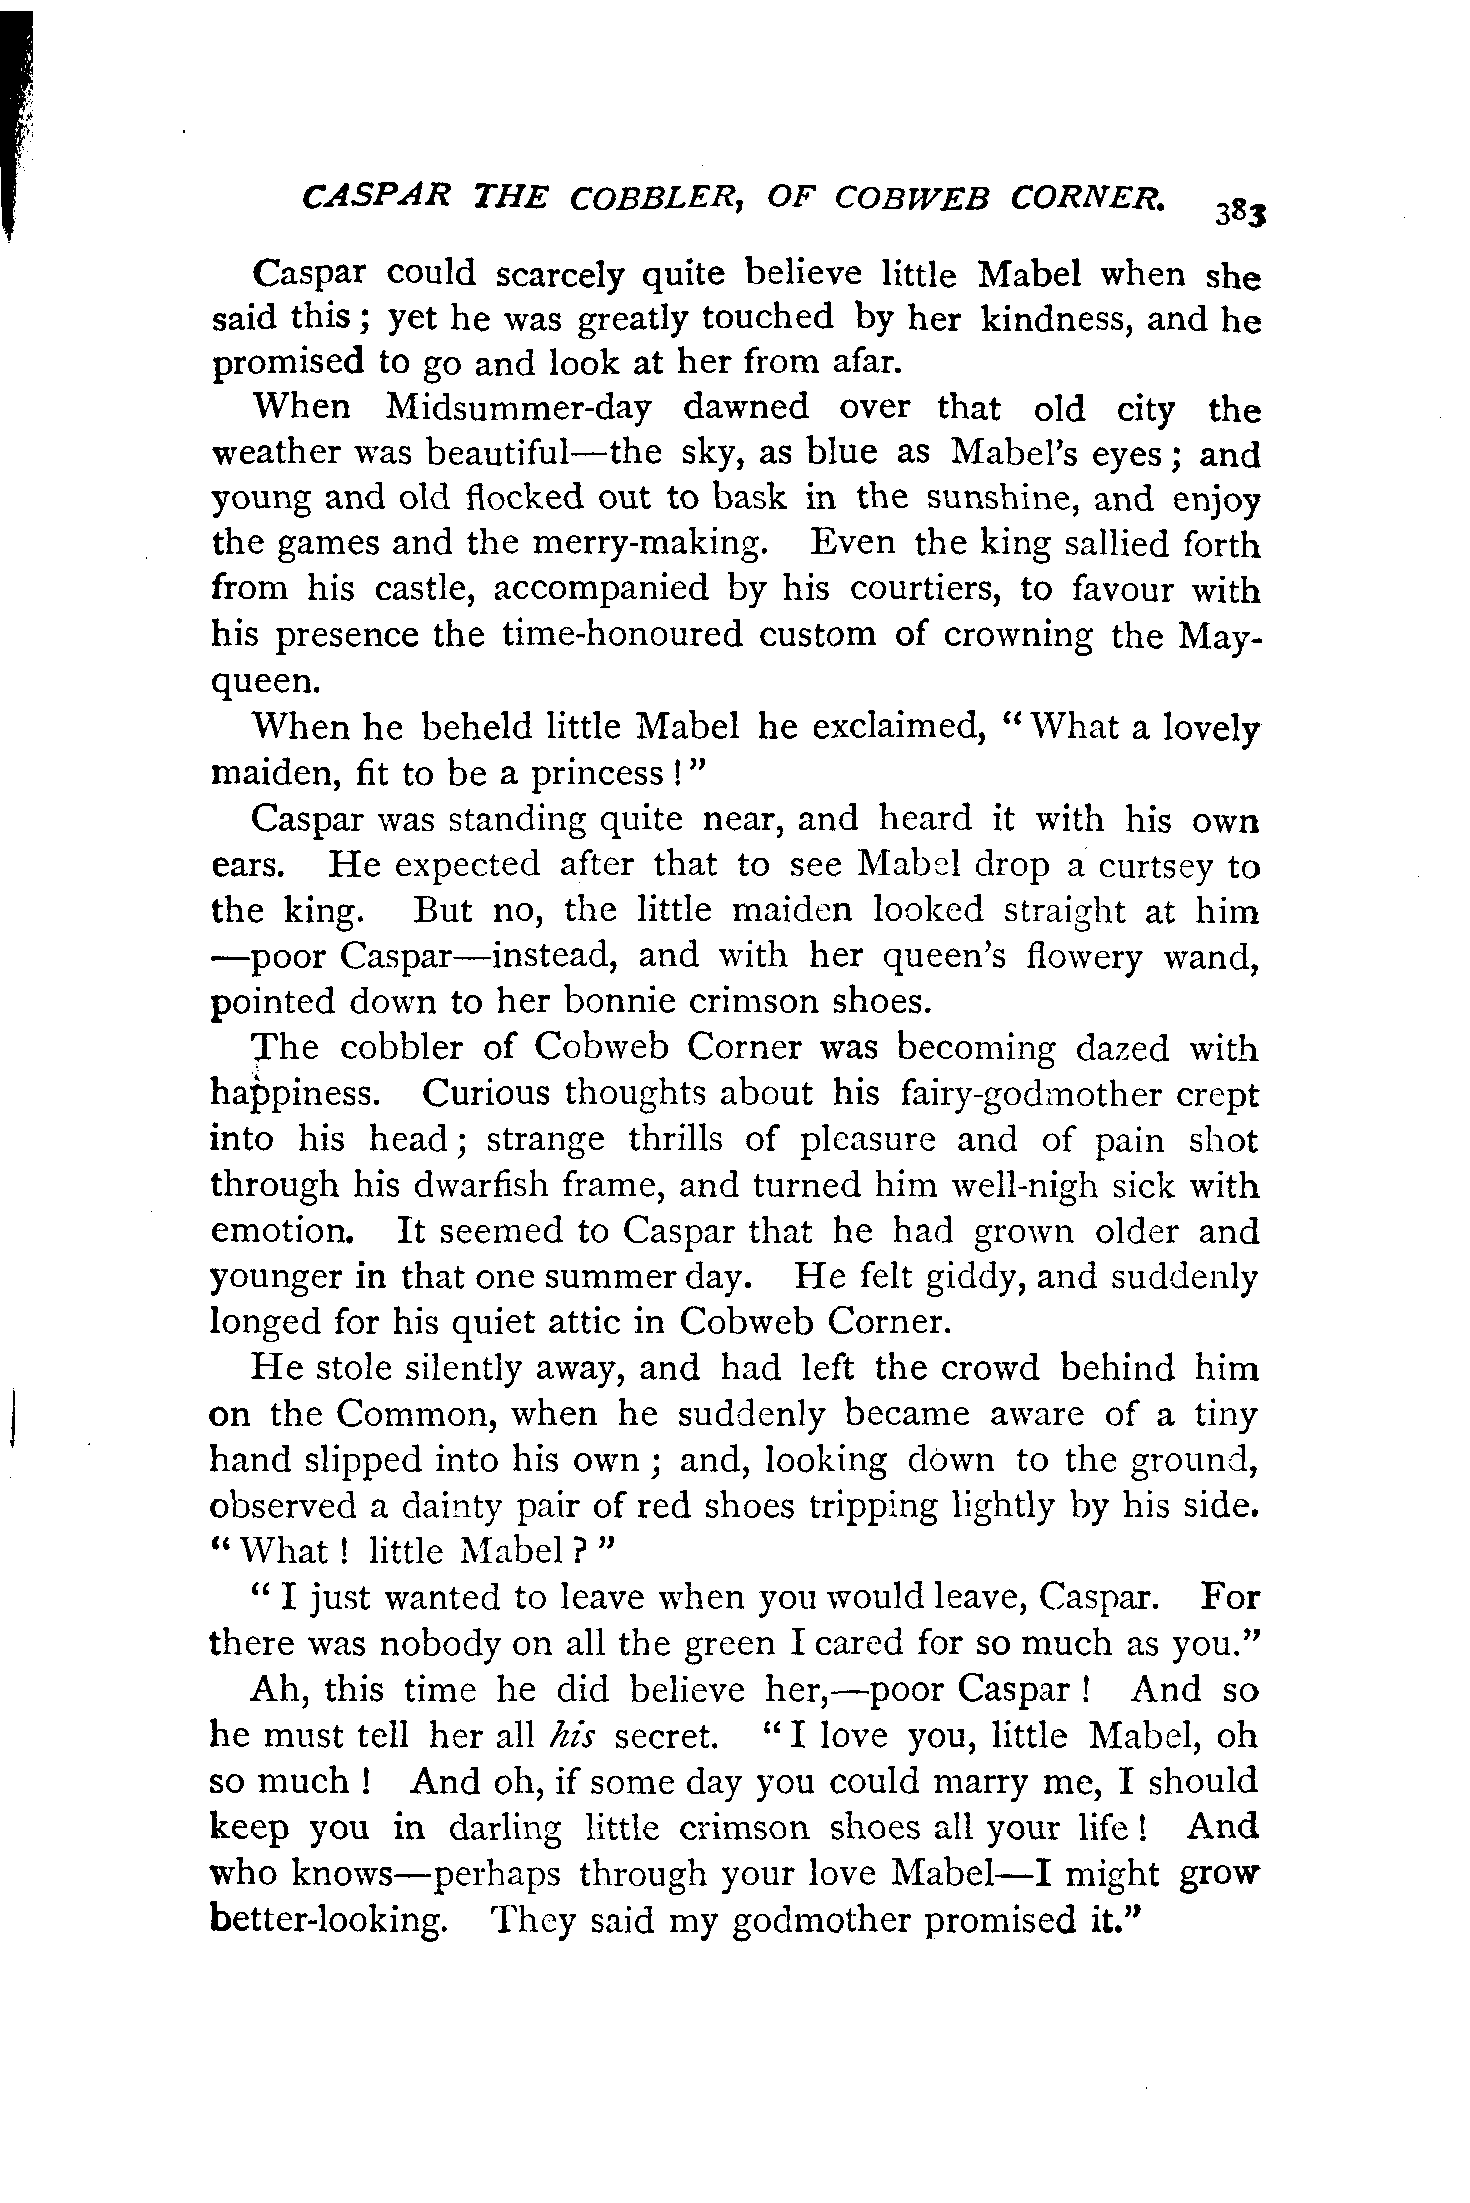 CASPAR THE COBBLER, OF COBWEB CORNER. 383
Caspar could scarcely quite believe little Mabel when she
said this; yet he was greatly touched by her kindness, and he
promised to go and look at her from afar.
When Midsummer-day dawned over that old city the
weather was beautiful—the sky, as blue as Mabel's eyes; and
young and old flocked out to bask in the sunshine, and enjoy
the games and the merry-making. Even the king sallied forth
from his castle, accompanied by his courtiers, to favour with
his presence the time-honoured custom of crowning the May-
queen.
When he beheld little Mabel he exclaimed, "What a lovely
maiden, fit to be a princess!"
Caspar was standing quite near, and heard it with his own
ears. He expected after that to see Mabel drop a curtsey to
the king. But no, the little maiden looked straight at him
—poor Caspar—instead, and with her queen's flowery wand,
pointed down to her bonnie crimson shoes.
The cobbler of Cobweb Corner was becoming dazed with
happiness. Curious thoughts about his fairy-godmother crept
into his head; strange thrills of pleasure and of pain shot
through his dwarfish frame, and turned him well-nigh sick with
emotion. It seemed to Caspar that he had grown older and
younger in that one summer day. He felt giddy, and suddenly
longed for his quiet attic in Cobweb Corner.
He stole silently away, and had left the crowd behind him
on the Common, when he suddenly became aware of a tiny
hand slipped into his own; and, looking down to the ground,
observed a dainty pair of red shoes tripping lightly by his side.
"What! little Mabel?"
"I just wanted to leave when you would leave, Caspar. For
there was nobody on all the green I cared for so much as you."
Ah, this time he did believe her,—poor Caspar! And so
he must tell her all his secret. "I love you, little Mabel, oh
so much! And oh, if some day you could marry me, I should
keep you in darling little crimson shoes all your life! And
who knows—perhaps through your love Mabel—I might grow
better-looking. They said my godmother promised it."